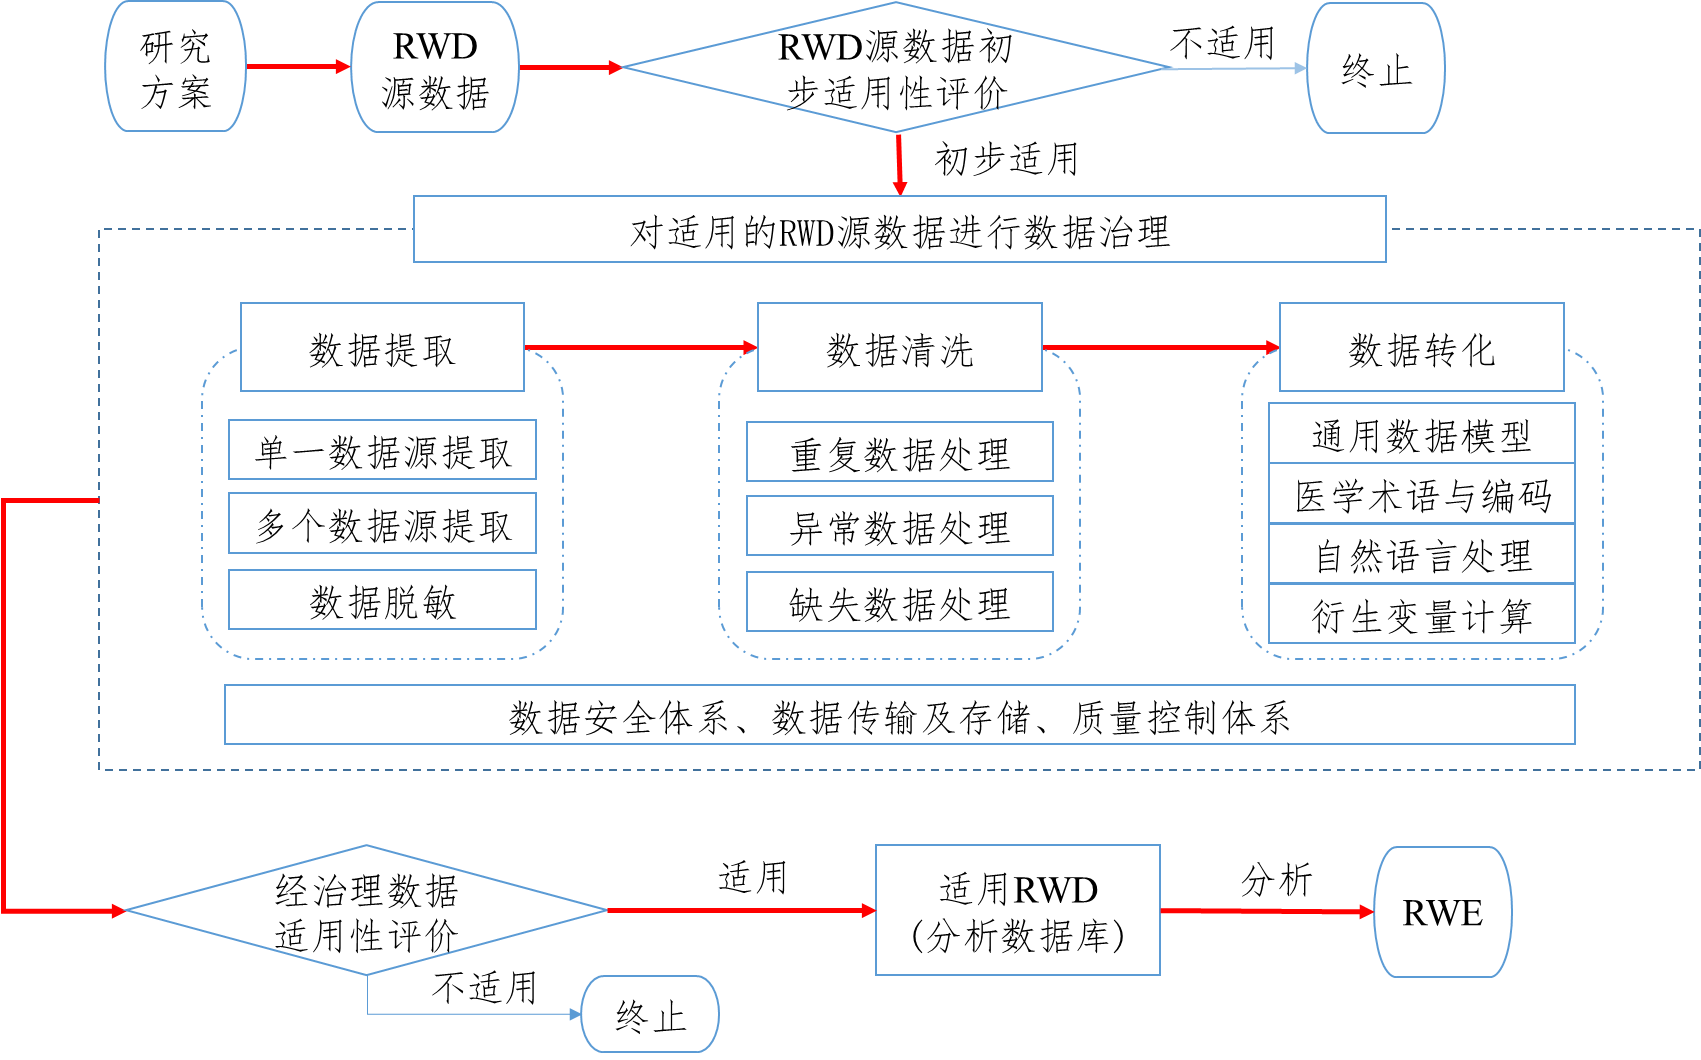 研究
方案
RWD
源数据
RWD源数据初
步适用性评价
不适用
终止
初步适用
对适用的RWD源数据进行数据治理
数据提取
数据清洗
数据转化
单一数据源提取
多个数据源提取
数据脱敏
重复数据处理
异常数据处理
缺失数据处理
通用数据模型
医学术语与编码
自然语言处理
衍生变量计算
数据安全体系、数据传输及存储、质量控制体系
经治理数据
适用性评价
适用
适用RWD
(分析数据库)
分析
RWE
不适用
终止